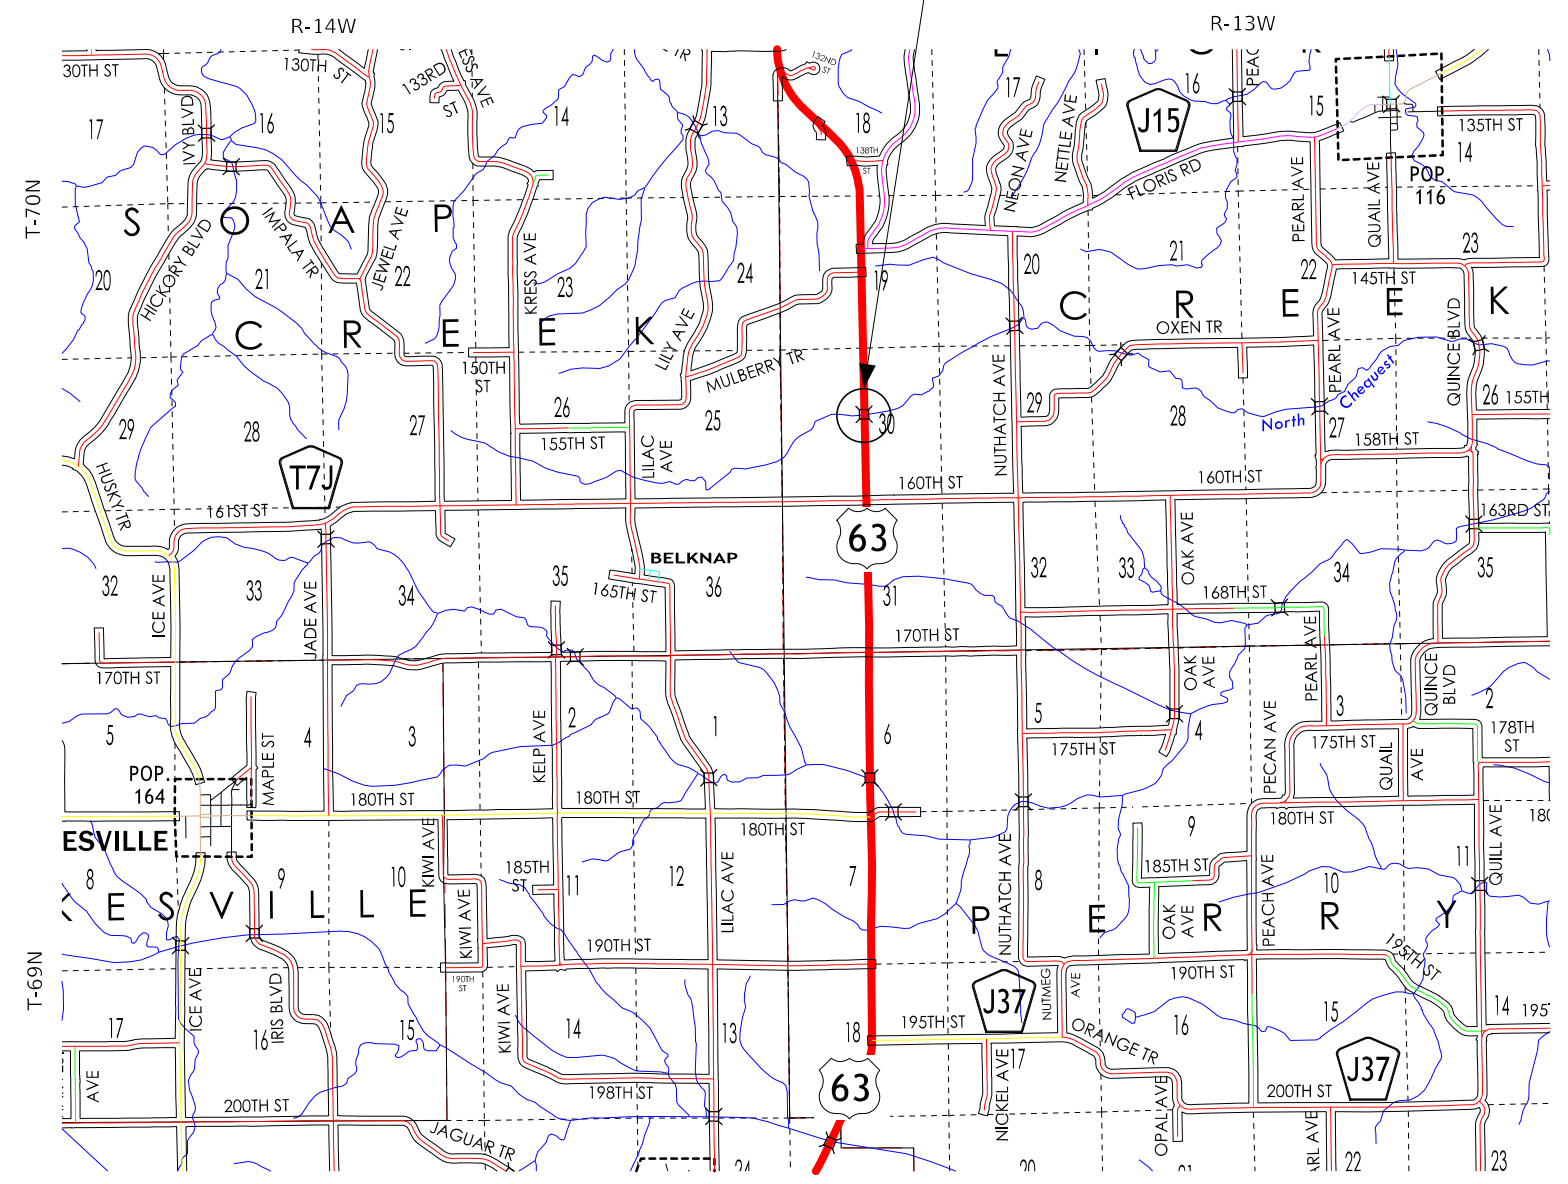 R-14W
R-13W
T-70N
T-69N
30TH ST
130TH ST
133RD ST
ESS AVE
TR
132ND ST
17
PEAC
16
15
135TH ST
14
J15
IVY BLVD
17
16
15
14
13
18
138TH ST
NEON AVE
NETTLE AVE
FLORIS RD
PEARL AVE
QUAIL AVE
POP.
116
S O A P
HICKORY BLVD
IMPALA TR
JEWEL AVE
KRESS AVE
20
21
22
23
24
19
20
21
22
23
145TH ST
C R E E K
C R E E K
LILY AVE
MULBERRY TR
OXEN TR
PEARL AVE
QUINCE BLVD
North Chequest
150TH ST
NUTHATCH AVE
29
28
27
26
25
30
29
28
27
26
155TH ST
155TH
158TH ST
LILAC AVE
T7J
HUSKY TR
161ST ST
160TH ST
160TH ST
163RD ST
63
BELKNAP
165TH ST
OAK AVE
32
33
34
35
36
31
32
33
34
35
ICE AVE
JADE AVE
168TH ST
170TH ST
170TH ST
OAK AVE
PEARL AVE
QUINCE BLVD
5
4
3
2
1
6
5
4
3
2
MAPLE ST
KELP AVE
175TH ST
PECAN AVE
175TH ST
QUAIL AVE
178TH ST
POP.
164
180TH ST
180TH ST
180TH ST
180TH ST
180
ESVILLE
KIWI AVE
185TH ST
185TH ST
QUILL AVE
8
9
10
11
12
7
8
9
10
11
KESVILLE
P E R R Y
KIWI AVE
LILAC AVE
NUTHATCH AVE
OAK AVE
PEACH AVE
190TH ST
190TH ST
190TH ST
195TH ST
ICE AVE
IRIS BLVD
KIWI AVE
J37
NUTMEG AVE
17
16
15
14
13
18
17
16
15
14
195TH ST
195T
ORANGE TR
AVE
63
NICKEL AVE
OPAL AVE
J37
198TH ST
200TH ST
200TH ST
JAGUAR TR
ARL AVE
24
20
21
22
23